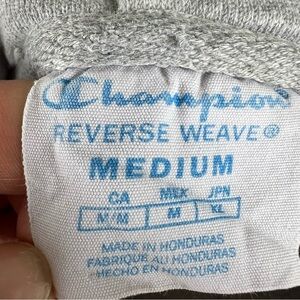 Champion
REVERSE WEAVE®
MEDIUM
CA MEX JPN
M/M M XL
MADE IN HONDURAS
FABRIQUÉ AU HONDURAS
HECHO EN HONDURAS